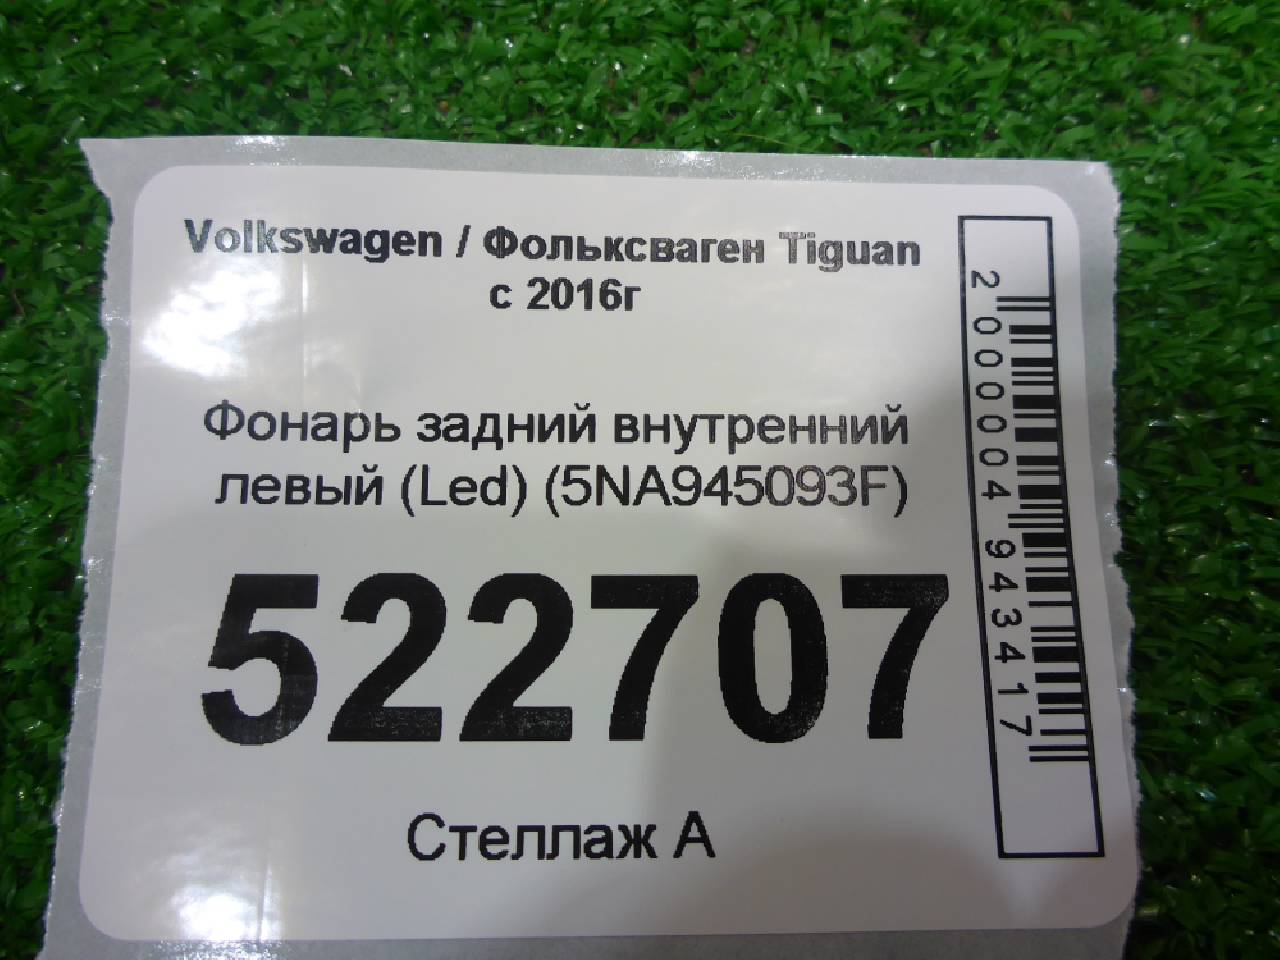 Volkswagen / Фольксваген Tiguan
с 2016г
Фонарь задний внутренний
левый (Led) (5NA945093F)
522707
Стеллаж А
2000004943417